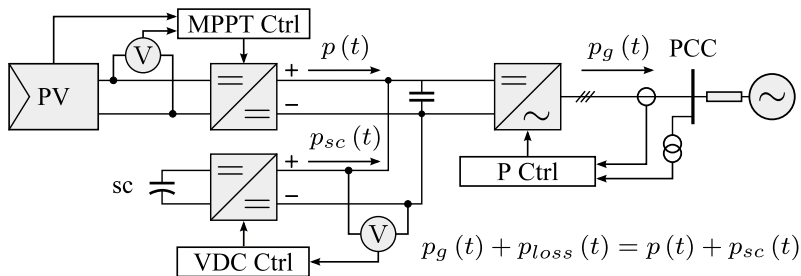 MPPT Ctrl
V
PV
+
−
p (t)
p_g (t)
PCC
sc
+
−
p_sc (t)
P Ctrl
V
VDC Ctrl
p_g (t) + p_loss (t) = p (t) + p_sc (t)